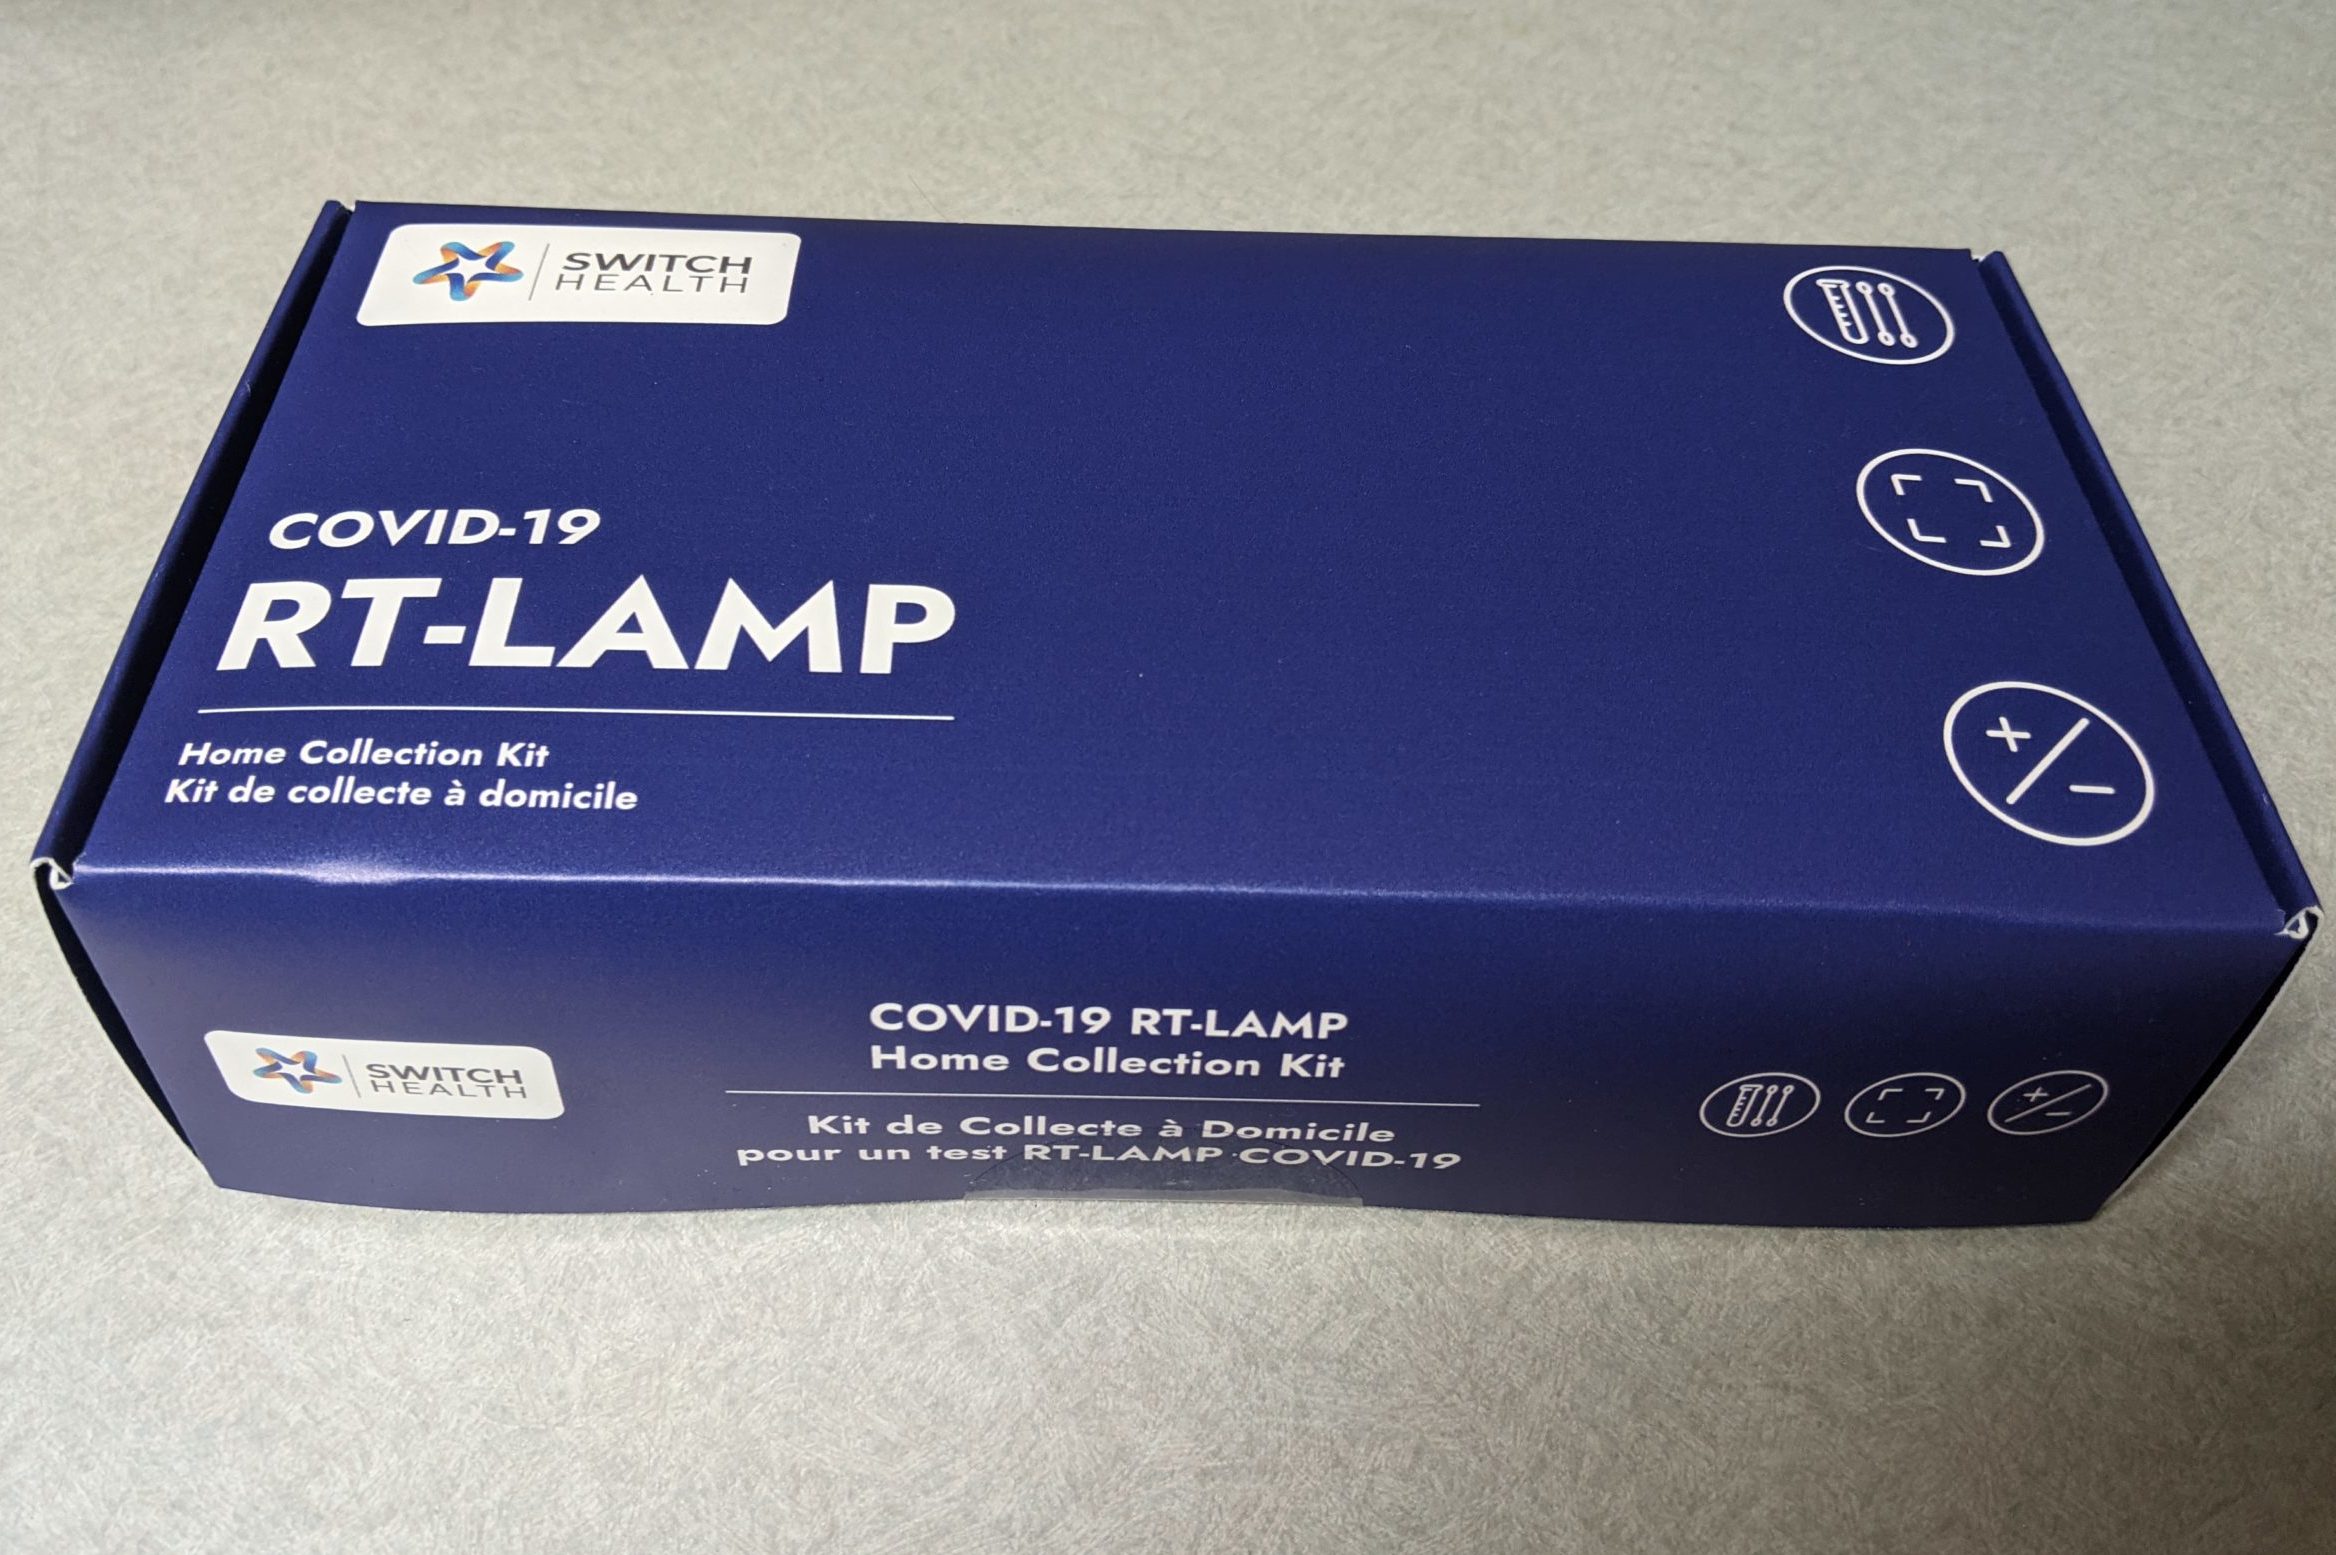 SWITCH
HEALTH
COVID-19
RT-LAMP
Home Collection Kit
Kit de collecte à domicile
SWITCH
HEALTH
COVID-19 RT-LAMP
Home Collection Kit
Kit de Collecte à Domicile
pour un test RT-LAMP COVID-19